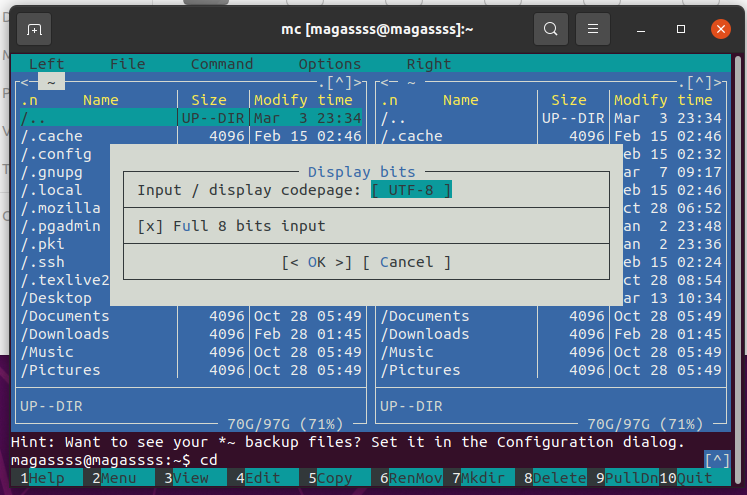 mc [magassss@magassss]:~
Left File Command Options Right
<─ ~ ─.[^]>
<─ ~ ─.[^]>
.n Name Size Modify time
.n Name Size Modify time
/.. UP--DIR Mar 3 23:34
/.. UP--DIR Mar 3 23:34
/.cache 4096 Feb 15 02:46
/.cache 4096 Feb 15 02:46
/.config eb 15 02:32
/.gnupg ar 7 09:17
/.local eb 15 02:46
/.mozilla ct 28 06:52
/.pgadmin an 2 23:48
/.pki an 2 23:36
/.ssh eb 15 02:24
/.texlive2 ct 28 08:54
/Desktop ar 13 10:34
Display bits
Input / display codepage: [ UTF-8 ]
[x] Full 8 bits input
[< OK >] [ Cancel ]
/Documents 4096 Oct 28 05:49
/Documents 4096 Oct 28 05:49
/Downloads 4096 Feb 28 01:45
/Downloads 4096 Feb 28 01:45
/Music 4096 Oct 28 05:49
/Music 4096 Oct 28 05:49
/Pictures 4096 Oct 28 05:49
/Pictures 4096 Oct 28 05:49
UP--DIR
UP--DIR
70G/97G (71%)
70G/97G (71%)
Hint: Want to see your *~ backup files? Set it in the Configuration dialog.
magassss@magassss:~$ cd [^]
1Help 2Menu 3View 4Edit 5Copy 6RenMov 7Mkdir 8Delete 9PullDn 10Quit